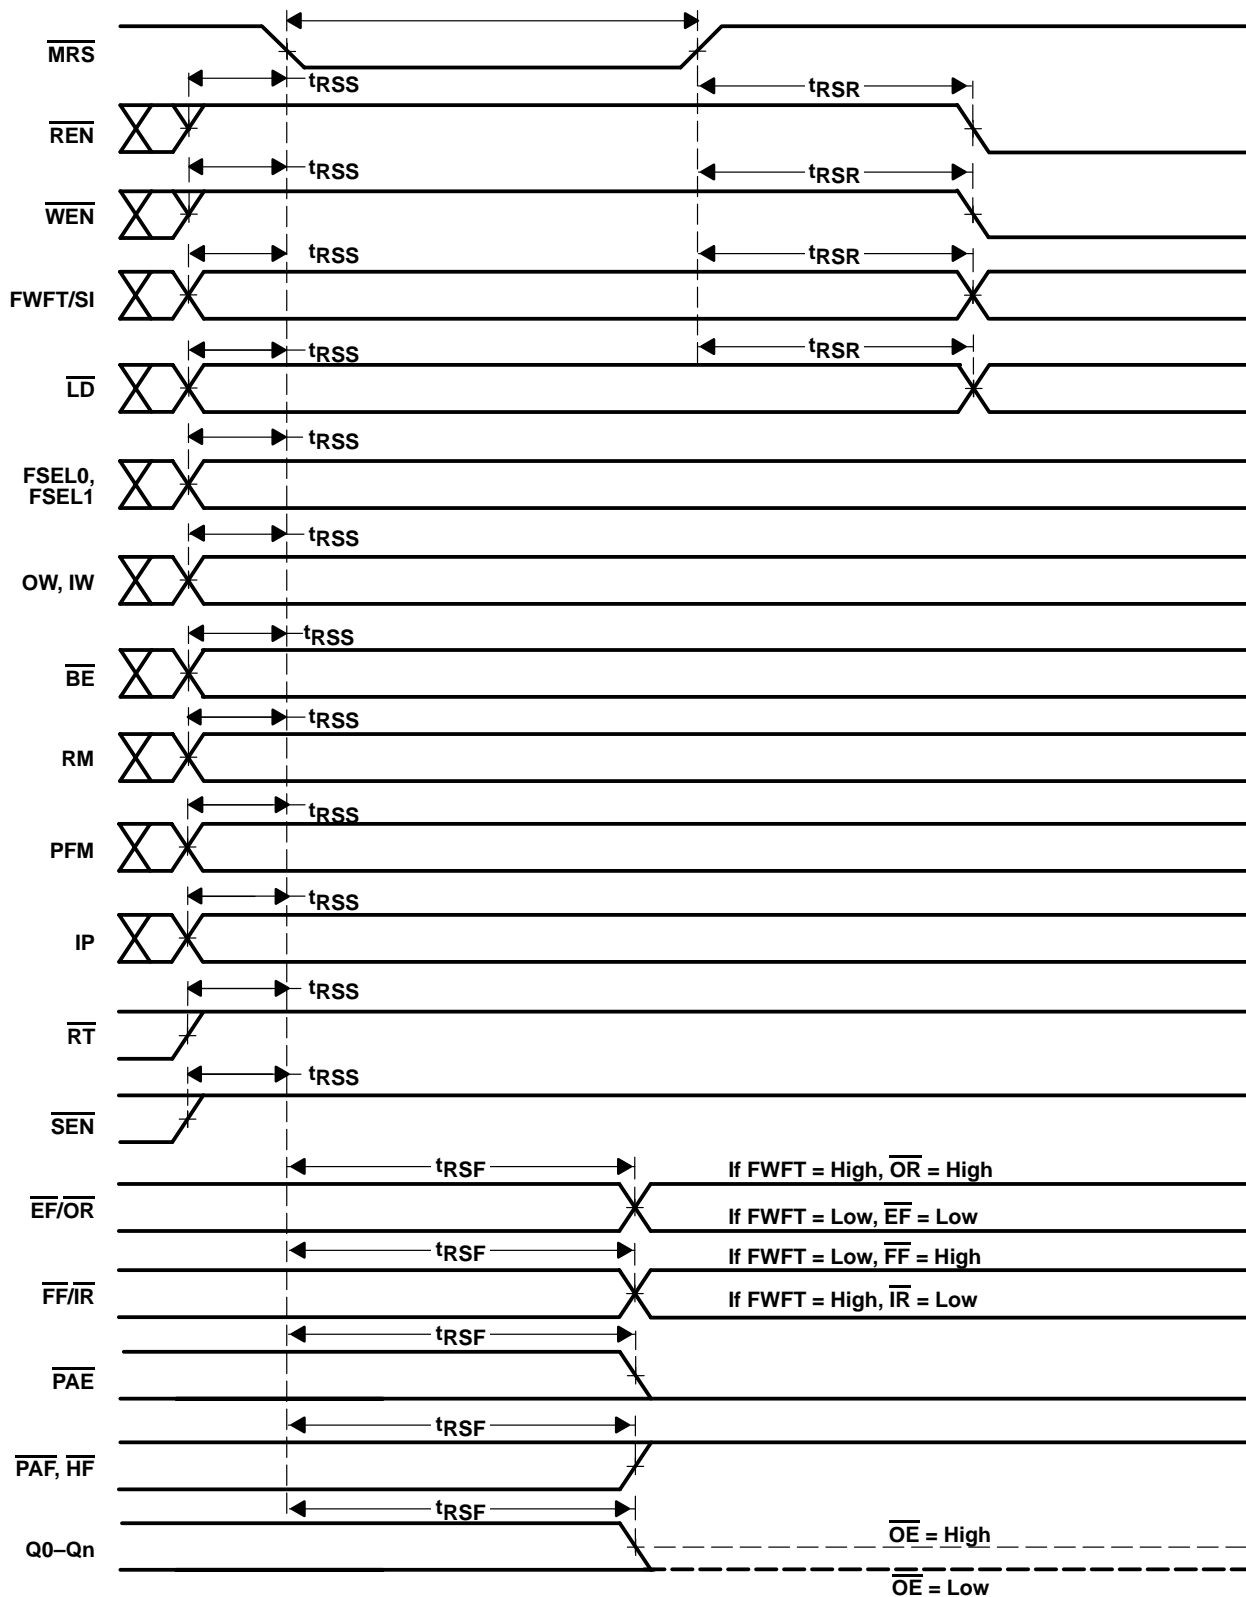 MRS
tRSS
tRSR
REN
tRSS
tRSR
WEN
tRSS
tRSR
FWFT/SI
tRSS
tRSR
LD
tRSS
FSEL0,
FSEL1
tRSS
OW, IW
tRSS
BE
tRSS
RM
tRSS
PFM
tRSS
IP
tRSS
RT
tRSS
SEN
tRSF
If FWFT = High, OR = High
EF/OR
If FWFT = Low, EF = Low
tRSF
If FWFT = Low, FF = High
FF/IR
If FWFT = High, IR = Low
tRSF
PAE
tRSF
PAF, HF
tRSF
OE = High
Q0–Qn
OE = Low